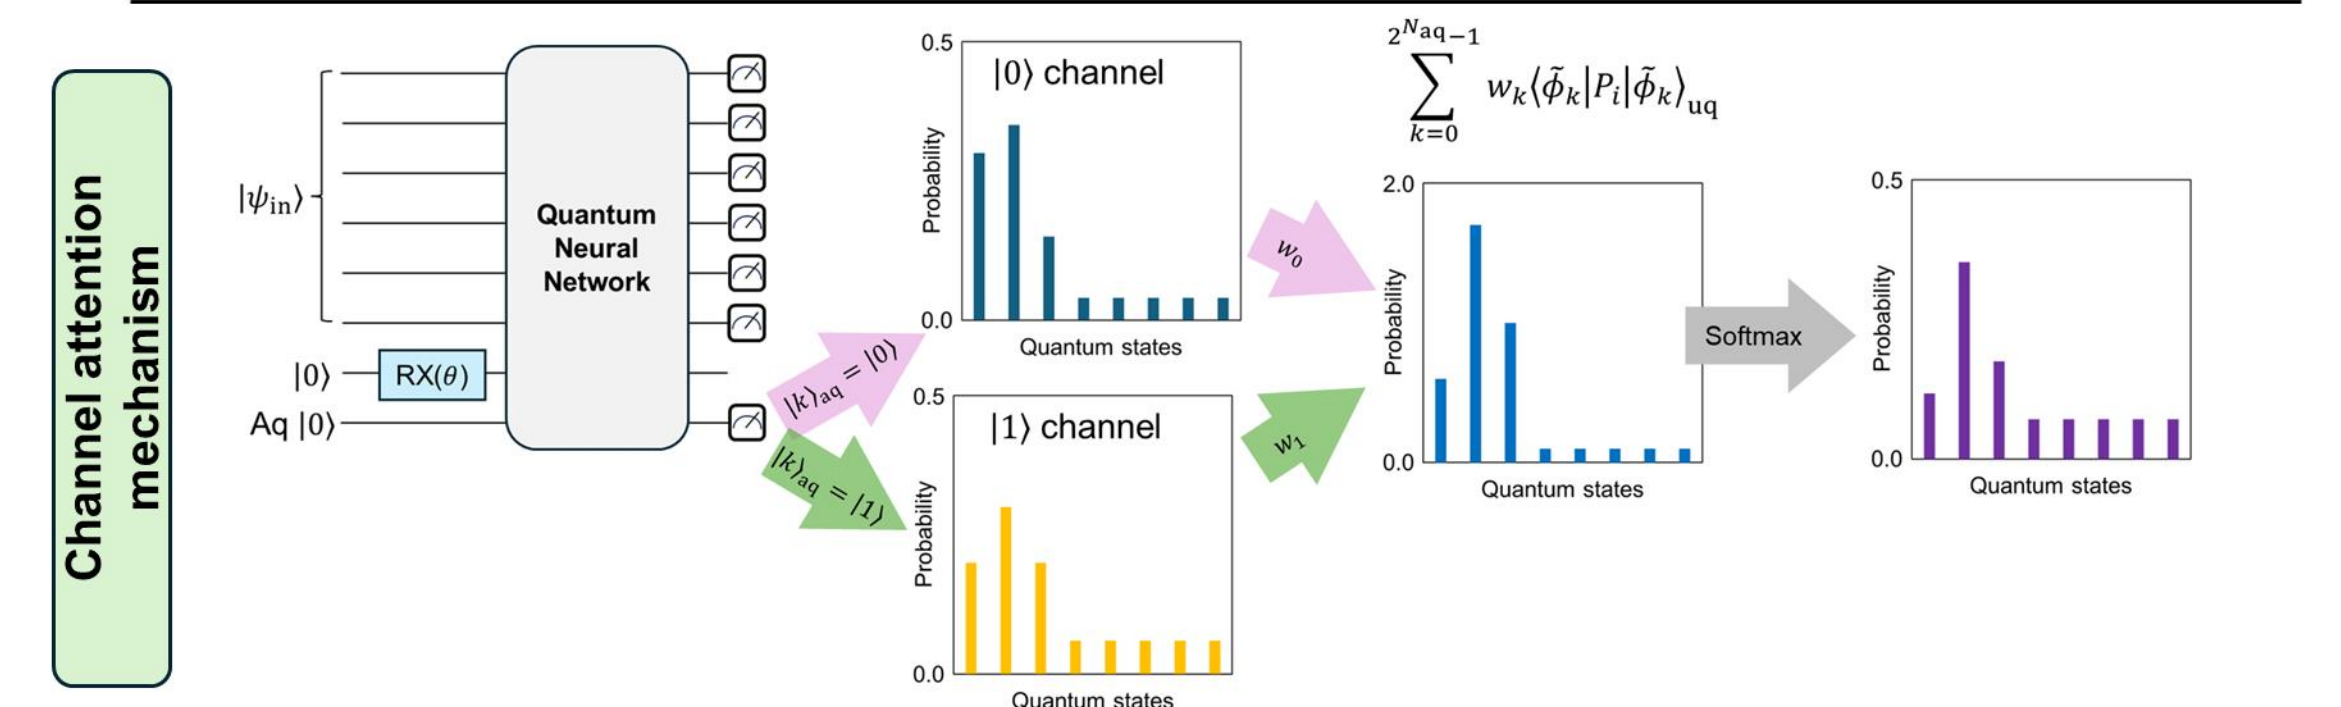 Channel attention
mechanism
|ψin⟩
|0⟩
RX(θ)
Aq |0⟩
Quantum
Neural
Network
|k⟩aq = |0⟩
|k⟩aq = |1⟩
0.5
|0⟩ channel
Probability
0.0
Quantum states
0.5
|1⟩ channel
Probability
0.0
Quantum states
w0
w1
2^Naq−1
∑ wk⟨ϕ̃k|Pi|ϕ̃k⟩uq
k=0
2.0
Probability
0.0
Quantum states
Softmax
0.5
Probability
0.0
Quantum states